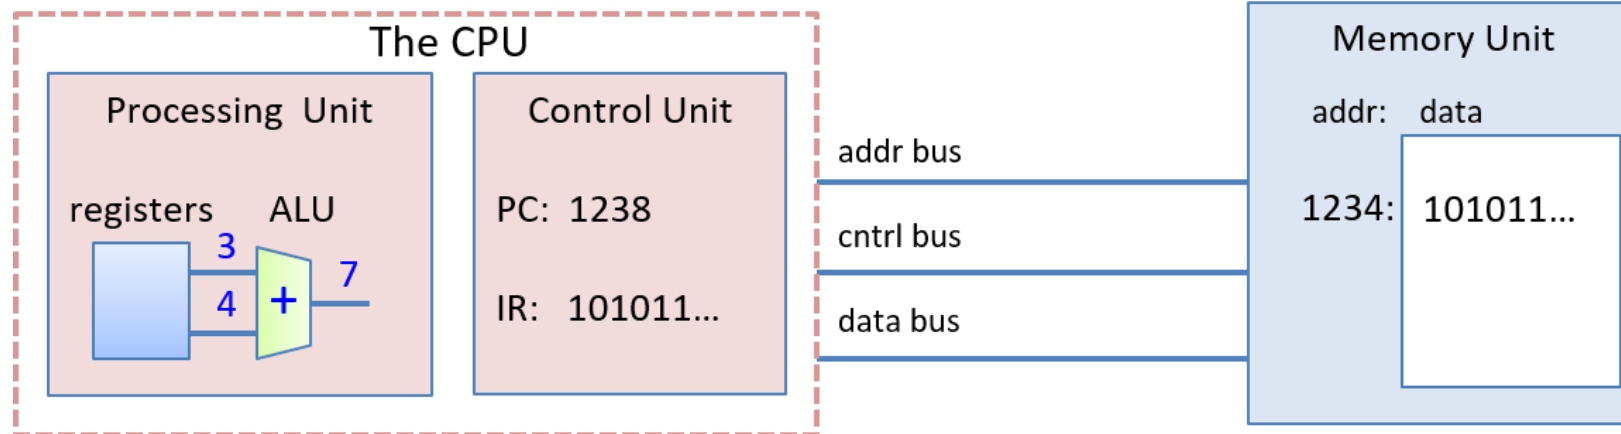 The CPU
Processing Unit
registers ALU
3
4
+
7
Control Unit
PC: 1238
IR: 101011...
addr bus
cntrl bus
data bus
Memory Unit
addr: data
1234: 101011...